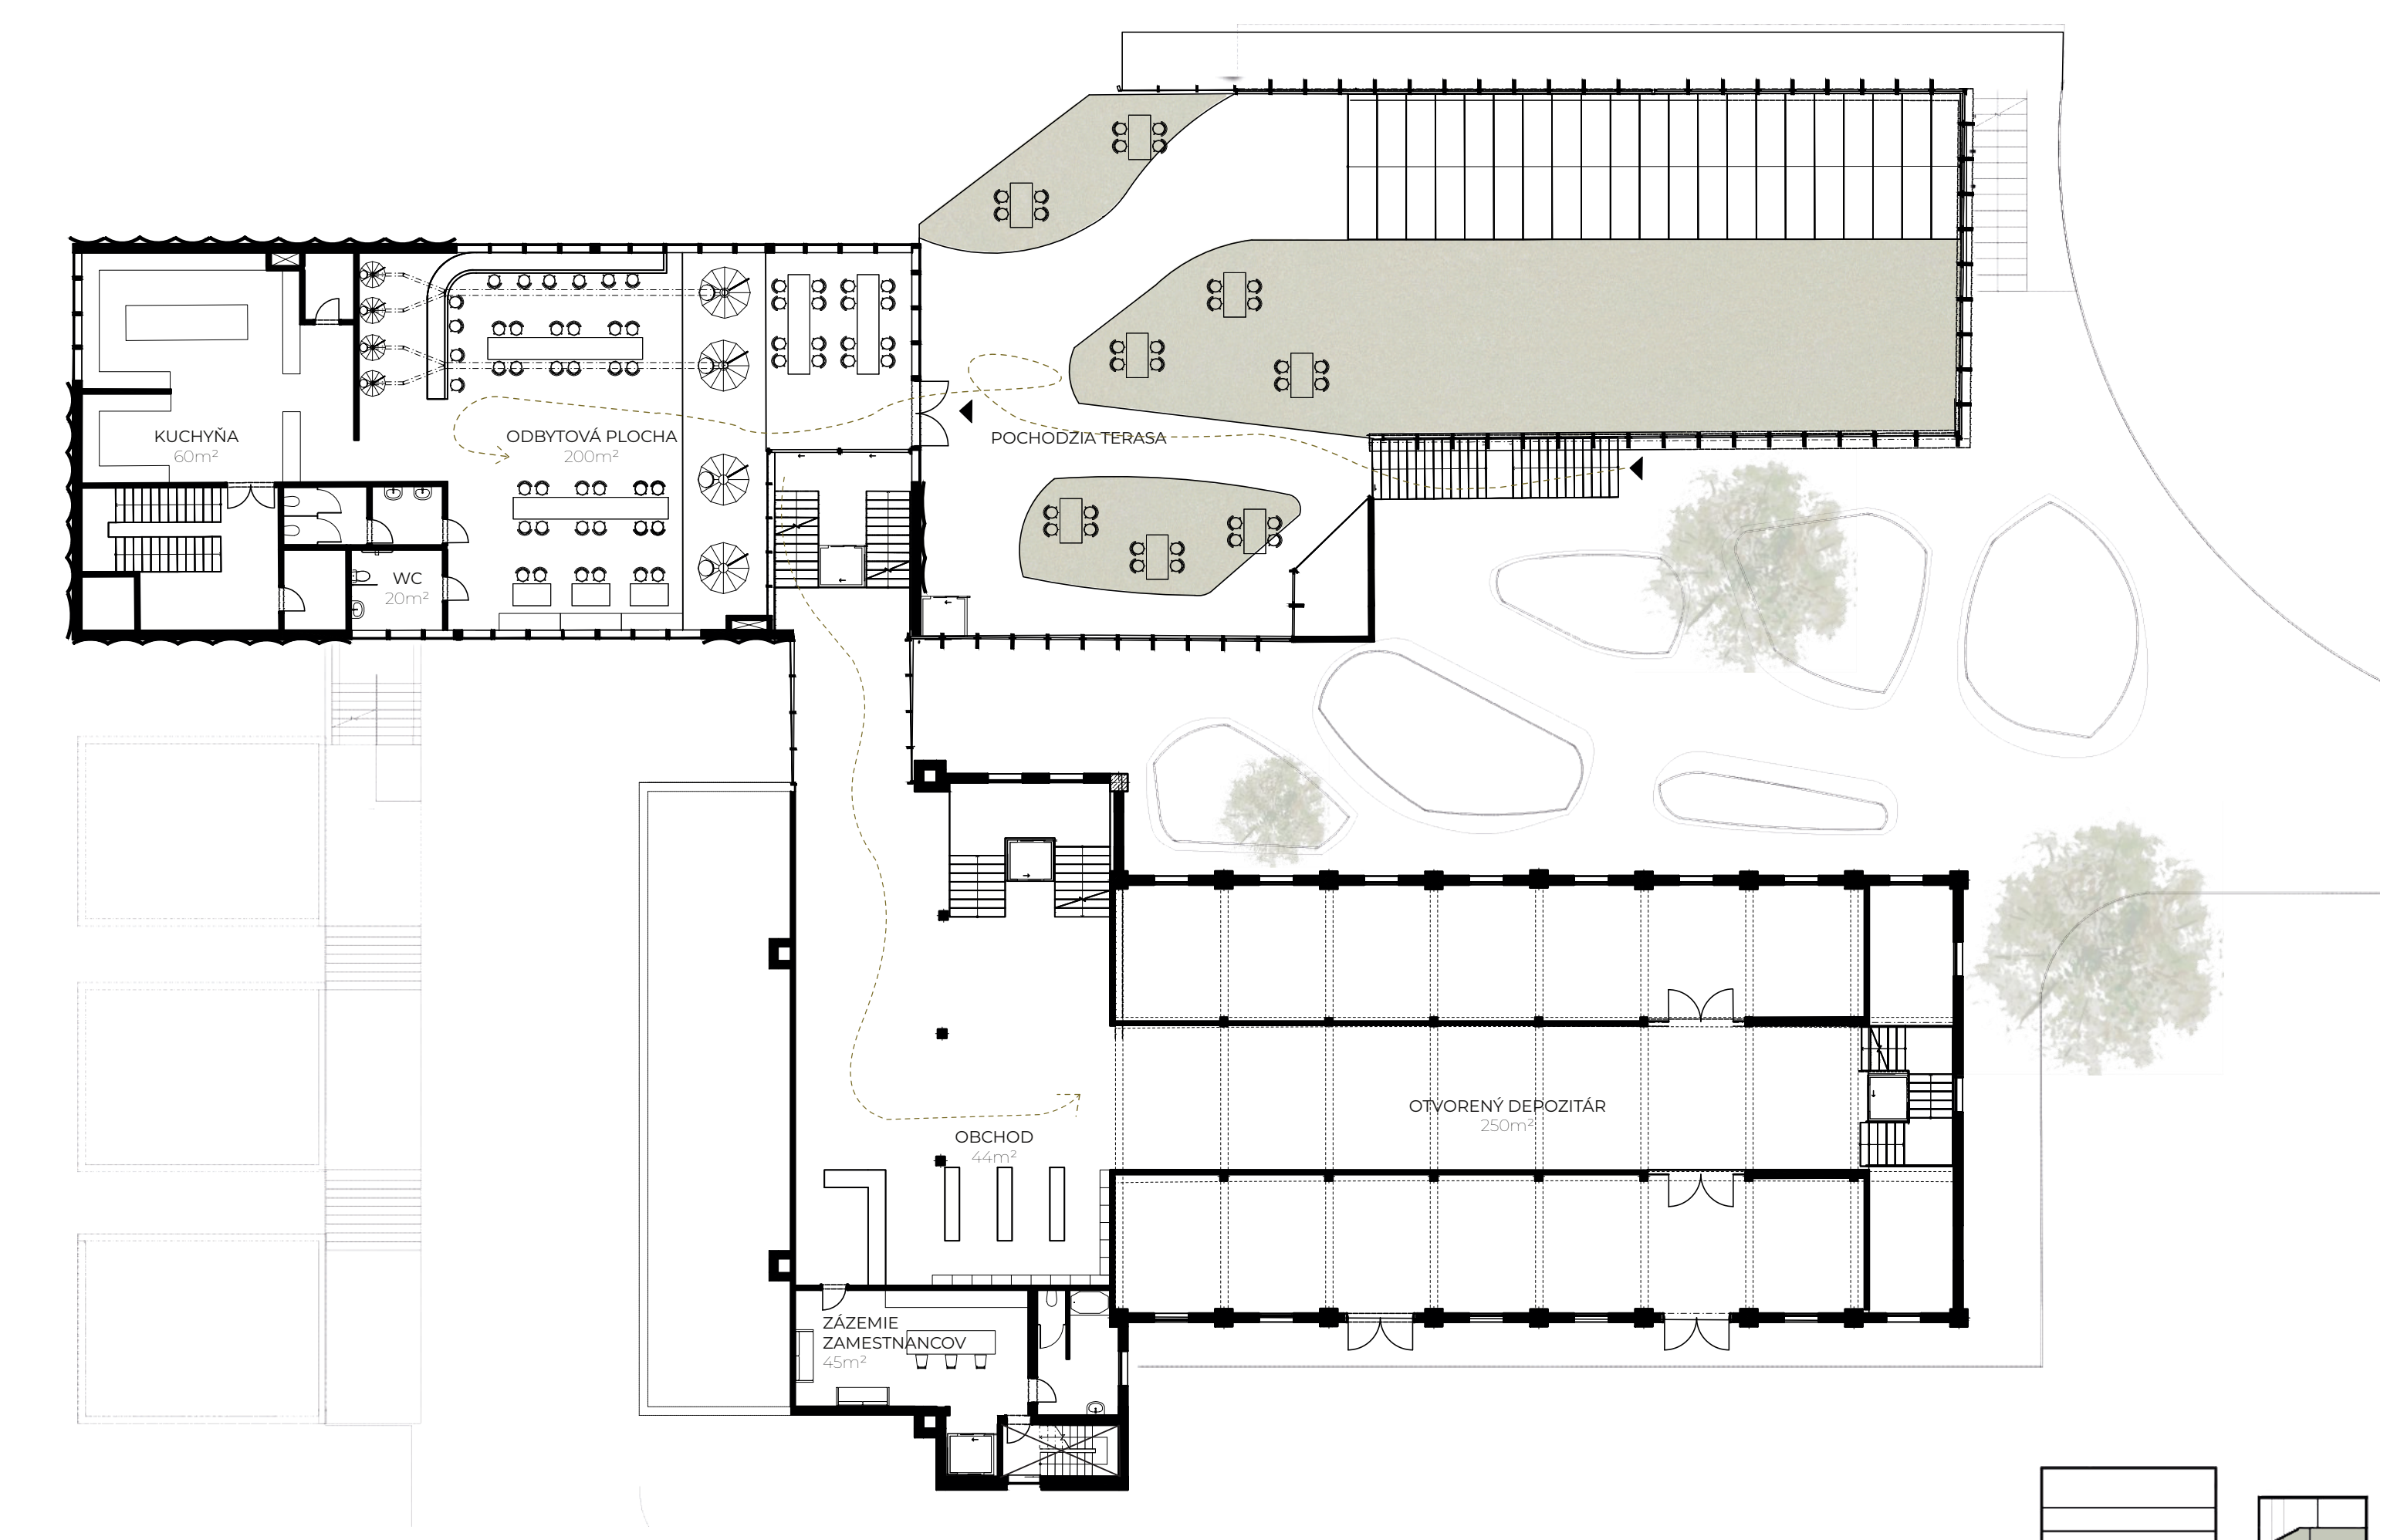 KUCHYŇA
60m²
ODBYTOVÁ PLOCHA
200m²
POCHODZIA TERASA
WC
20m²
OTVORENÝ DEPOZITÁR
250m²
OBCHOD
44m²
ZÁZEMIE
ZAMESTNANCOV
45m²